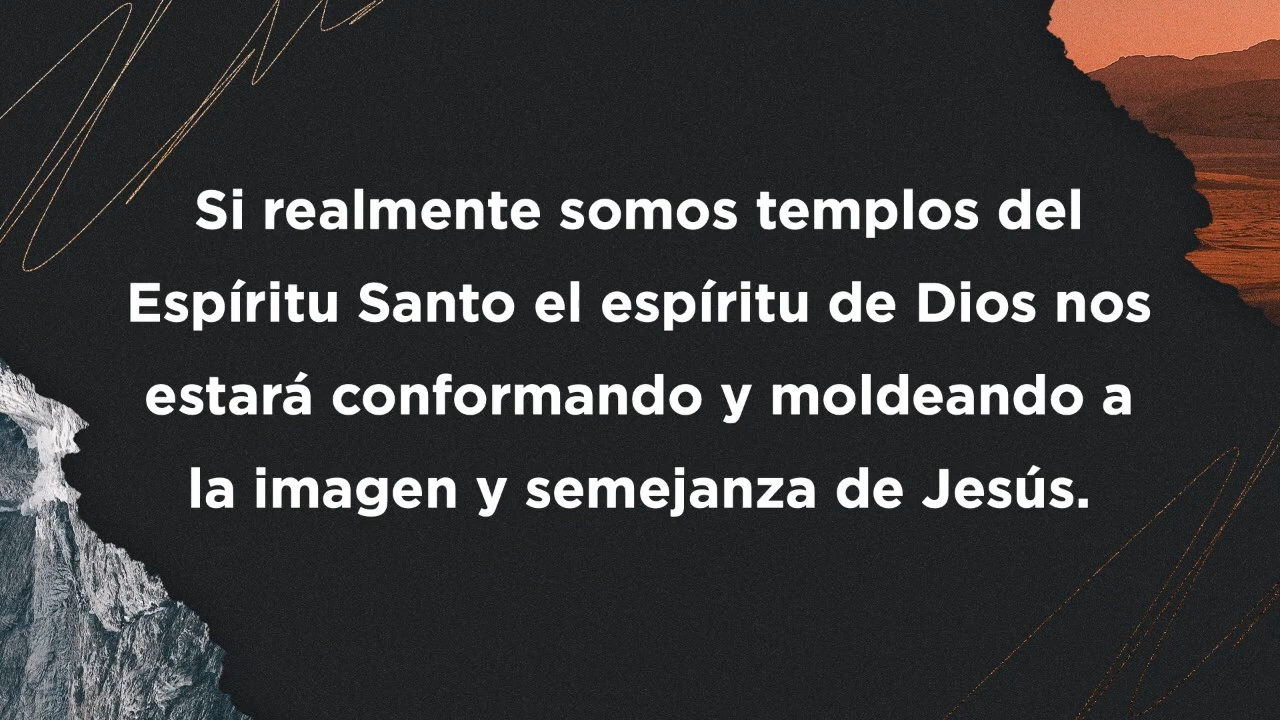 Si realmente somos templos del
Espíritu Santo el espíritu de Dios nos
estará conformando y moldeando a
la imagen y semejanza de Jesús.